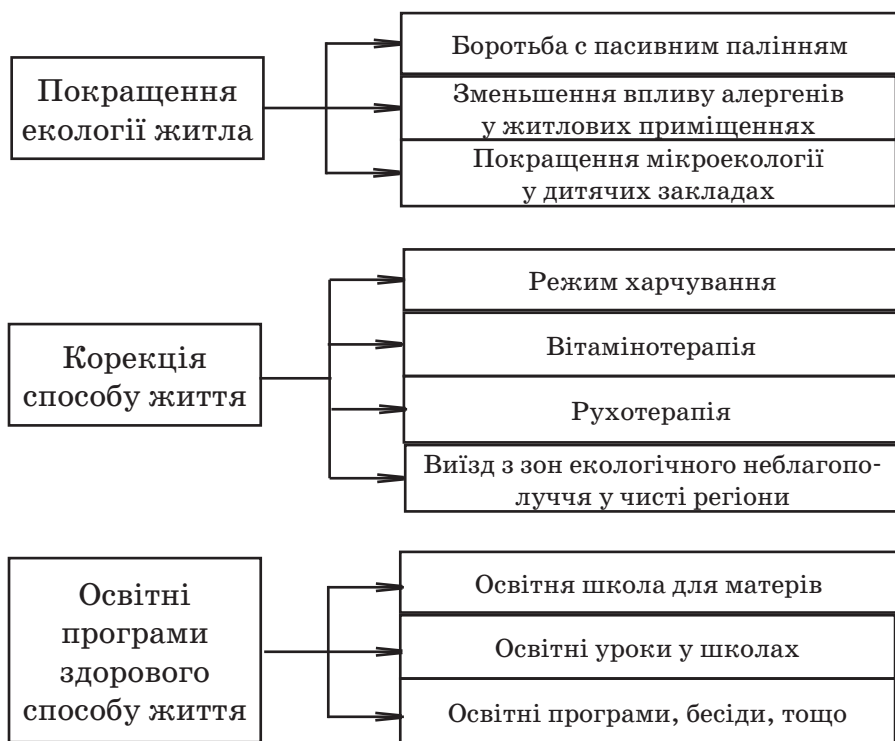 Покращення
екології житла
Боротьба с пасивним палінням
Зменьшення впливу алергенів
у житлових приміщеннях
Покращення мікроекології
у дитячих закладах
Корекція
способу життя
Режим харчування
Вітамінотерапія
Рухотерапія
Виїзд з зон екологічного неблагопо-
луччя у чисті регіони
Освітні
програми
здорового
способу життя
Освітня школа для матерів
Освітні уроки у школах
Освітні програми, бесіди, тощо